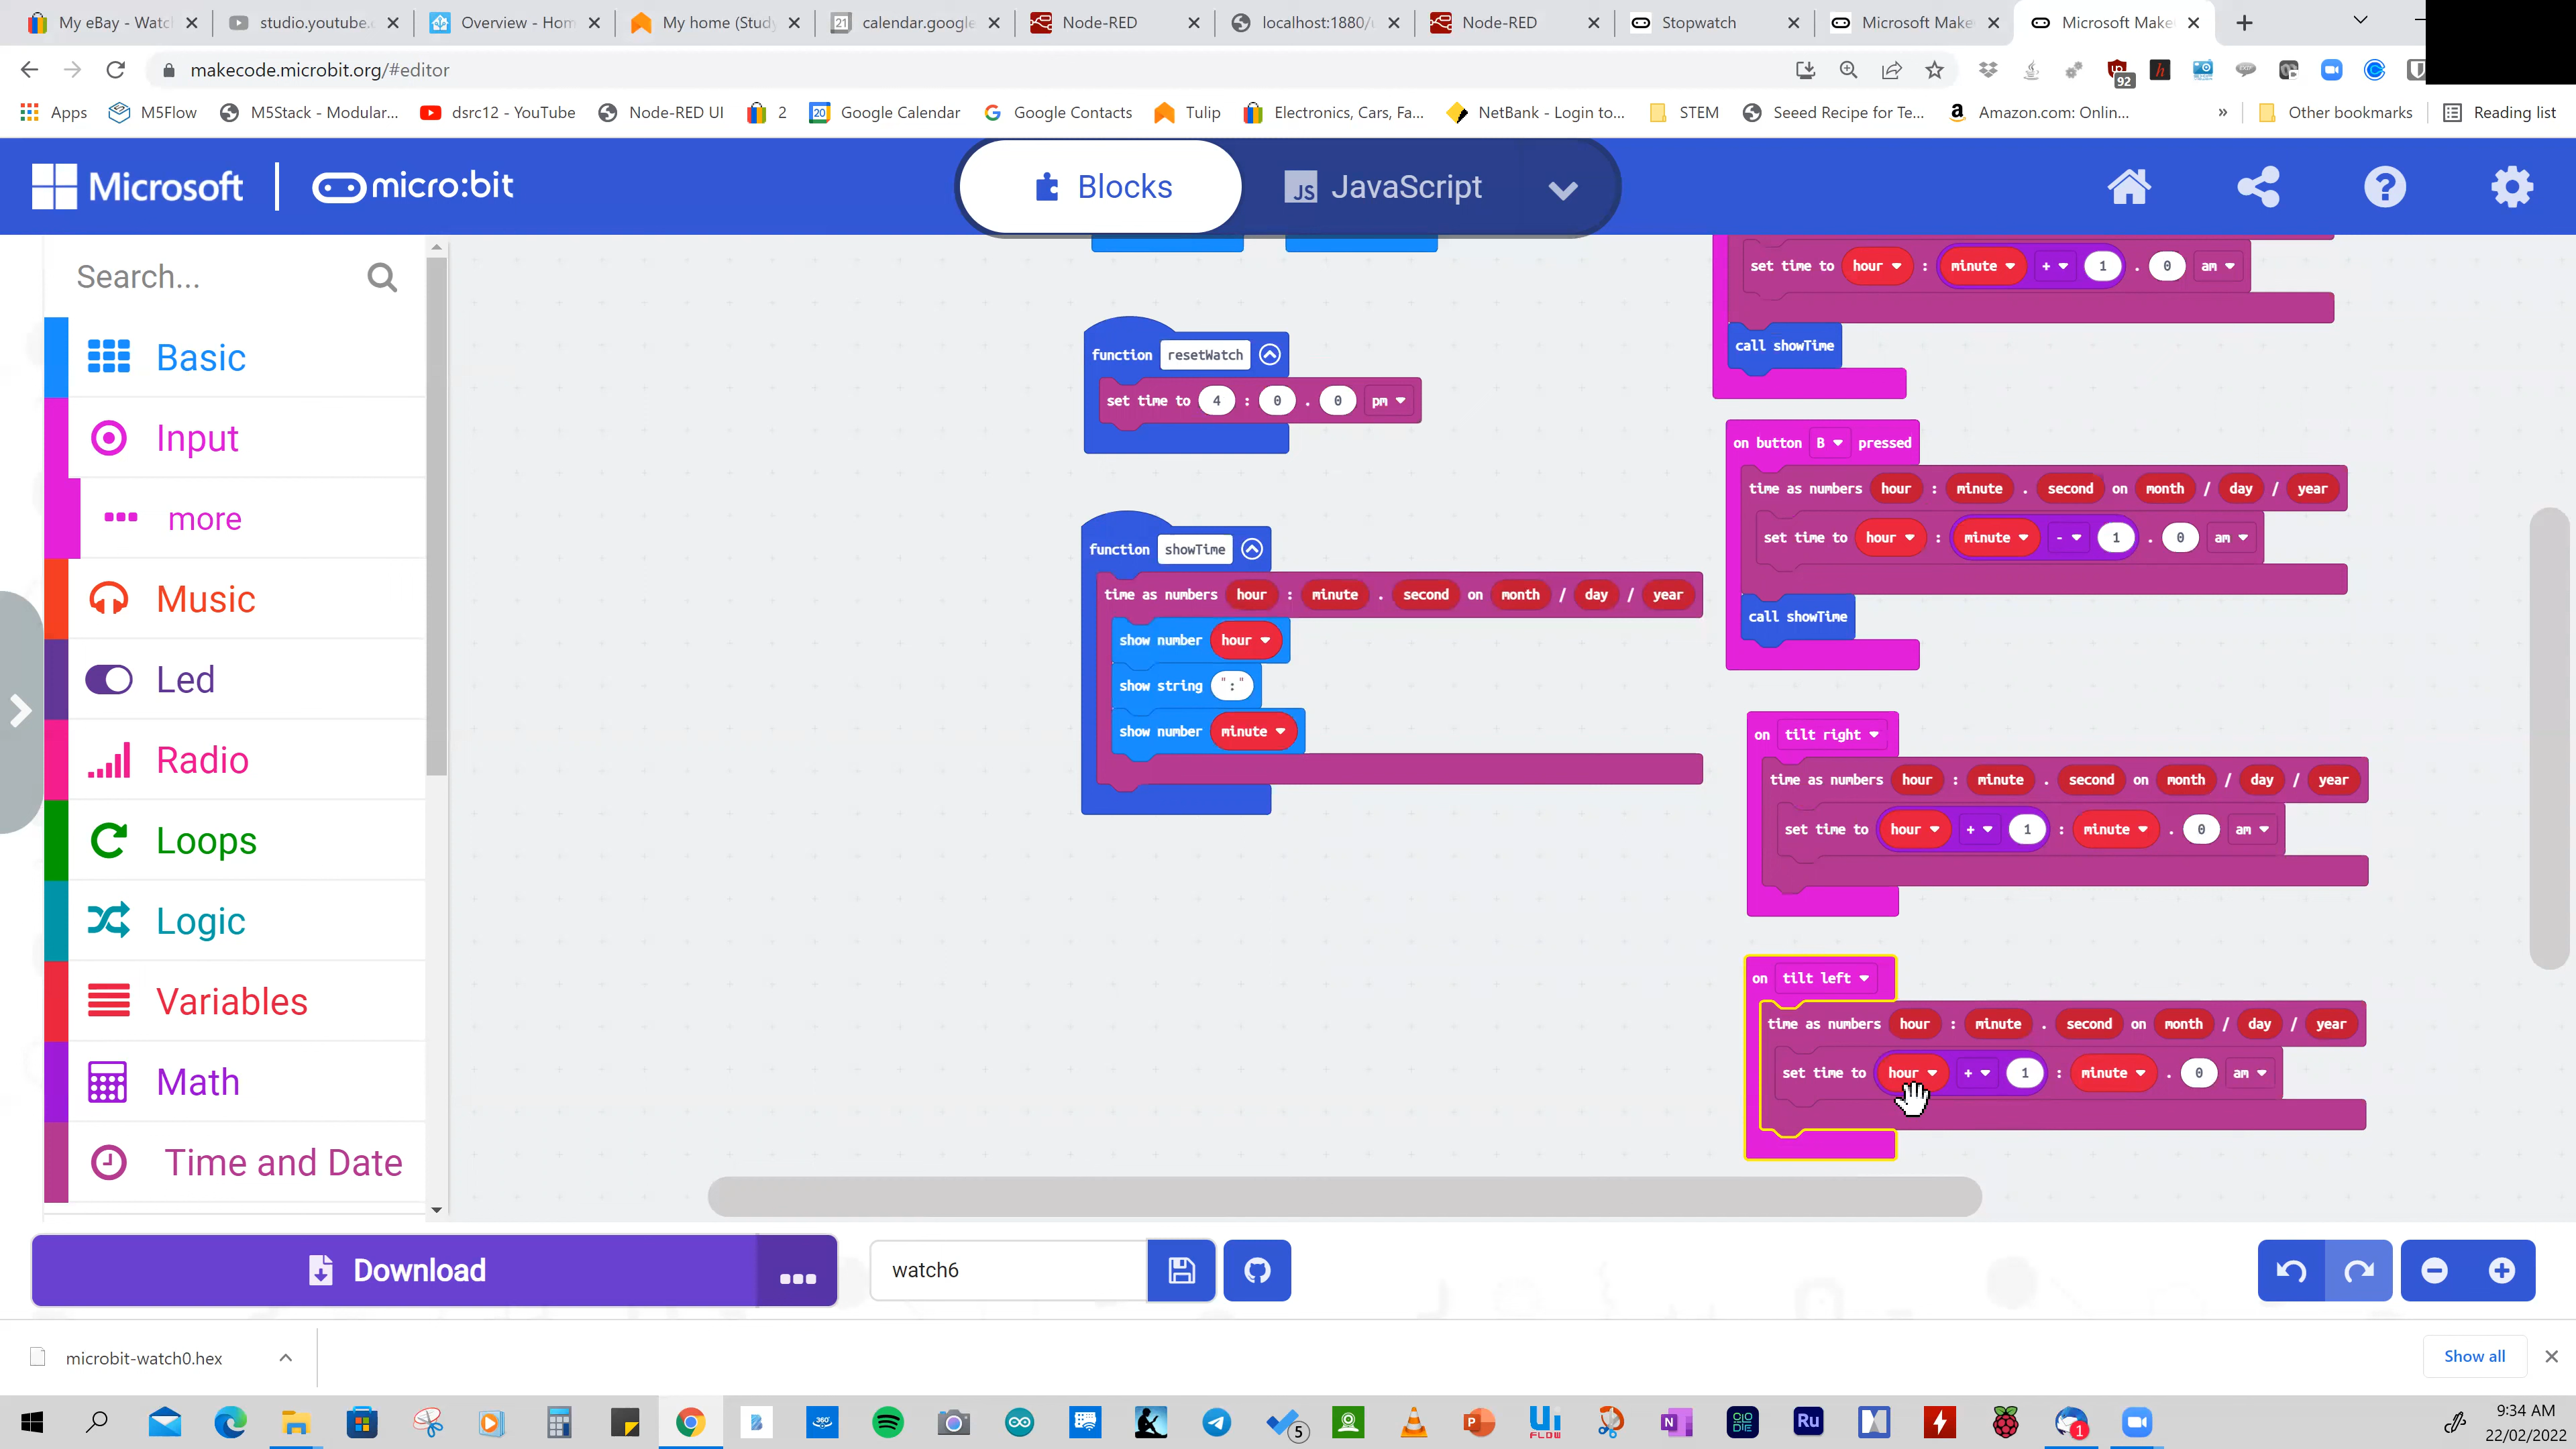 My eBay - Watc
studio.youtube.c
Overview - Hom
My home (Study
calendar.google
Node-RED
localhost:1880/u
Node-RED
Stopwatch
Microsoft Make
Microsoft Make
makecode.microbit.org/#editor
92
Apps
M5Flow
M5Stack - Modular...
dsrc12 - YouTube
Node-RED UI
2
Google Calendar
Google Contacts
Tulip
Electronics, Cars, Fa...
NetBank - Login to...
STEM
Seeed Recipe for Te...
Amazon.com: Onlin...
»
Other bookmarks
Reading list
Microsoft | micro:bit
Blocks
JS JavaScript
Search...
Basic
Input
more
Music
Led
Radio
Loops
Logic
Variables
Math
Time and Date
function resetWatch
set time to 4 : 0 . 0 pm
function showTime
time as numbers hour : minute . second on month / day / year
show number hour
show string ":"
show number minute
set time to hour : minute + 1 . 0 am
call showTime
on button B pressed
time as numbers hour : minute . second on month / day / year
set time to hour : minute - 1 . 0 am
call showTime
on tilt right
time as numbers hour : minute . second on month / day / year
set time to hour + 1 : minute . 0 am
on tilt left
time as numbers hour : minute . second on month / day / year
set time to hour + 1 : minute . 0 am
Download
...
watch6
microbit-watch0.hex
Show all
9:34 AM
22/02/2022